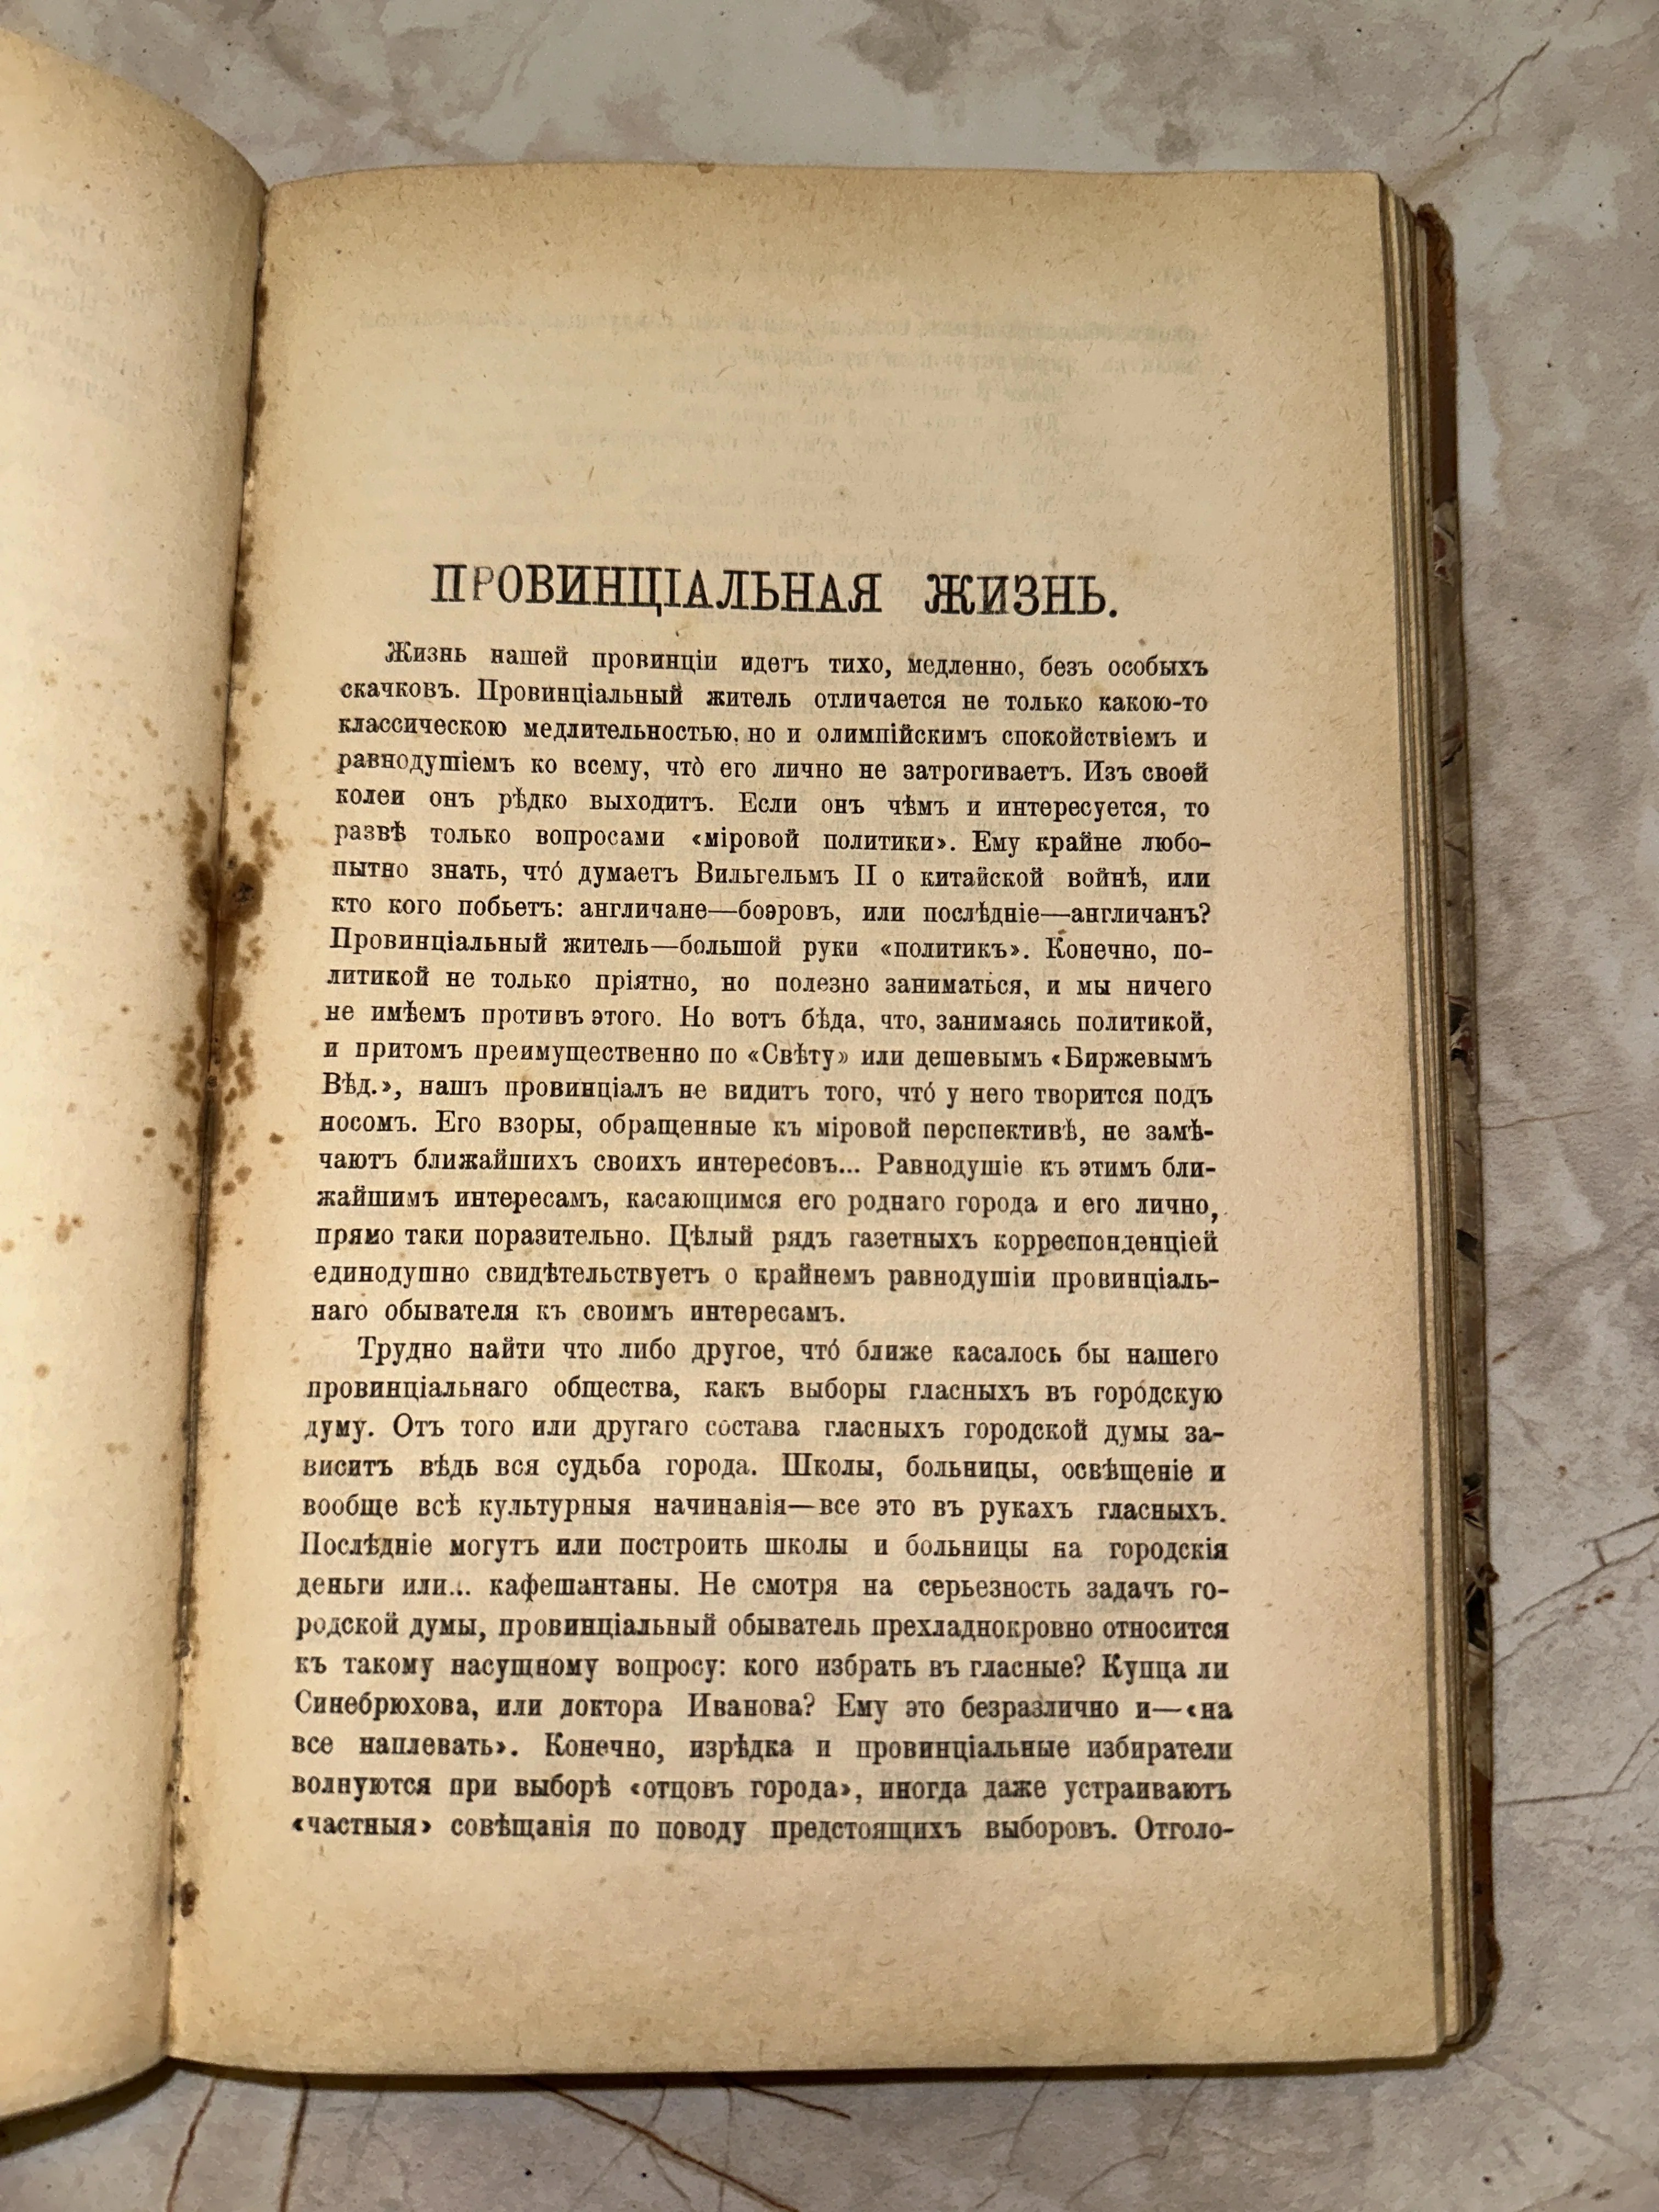 ПРОВИНЦІАЛЬНАЯ ЖИЗНЬ.
Жизнь нашей провинціи идетъ тихо, медленно, безъ особыхъ
скачковъ. Провинціальный житель отличается не только какою-то
классическою медлительностью, но и олимпійскимъ спокойствіемъ и
равнодушіемъ ко всему, что̀ его лично не затрогиваетъ. Изъ своей
колеи онъ рѣдко выходитъ. Если онъ чѣмъ и интересуется, то
развѣ только вопросами «міровой политики». Ему крайне любо-
пытно знать, что́ думаетъ Вильгельмъ II о китайской войнѣ, или
кто кого побьетъ: англичане—боэровъ, или послѣдніе—англичанъ?
Провинціальный житель—большой руки «политикъ». Конечно, по-
литикой не только пріятно, но полезно заниматься, и мы ничего
не имѣемъ противъ этого. Но вотъ бѣда, что, занимаясь политикой,
и притомъ преимущественно по «Свѣту» или дешевымъ «Биржевымъ
Вѣд.», нашъ провинціалъ не видитъ того, что́ у него творится подъ
носомъ. Его взоры, обращенные къ міровой перспективѣ, не замѣ-
чаютъ ближайшихъ своихъ интересовъ... Равнодушіе къ этимъ бли-
жайшимъ интересамъ, касающимся его роднаго города и его лично,
прямо таки поразительно. Цѣлый рядъ газетныхъ корреспонденціей
единодушно свидѣтельствуетъ о крайнемъ равнодушіи провинціаль-
наго обывателя къ своимъ интересамъ.
Трудно найти что либо другое, что́ ближе касалось бы нашего
провинціальнаго общества, какъ выборы гласныхъ въ городскую
думу. Отъ того или другаго состава гласныхъ городской думы за-
виситъ вѣдь вся судьба города. Школы, больницы, освѣщеніе и
вообще всѣ культурныя начинанія—все это въ рукахъ гласныхъ.
Послѣдніе могутъ или построить школы и больницы на городскія
деньги или... кафешантаны. Не смотря на серьезность задачъ го-
родской думы, провинціальный обыватель прехладнокровно относится
къ такому насущному вопросу: кого избрать въ гласные? Купца ли
Синебрюхова, или доктора Иванова? Ему это безразлично и—«на
все наплевать». Конечно, изрѣдка и провинціальные избиратели
волнуются при выборѣ «отцовъ города», иногда даже устраиваютъ
«частныя» совѣщанія по поводу предстоящихъ выборовъ. Отголо-